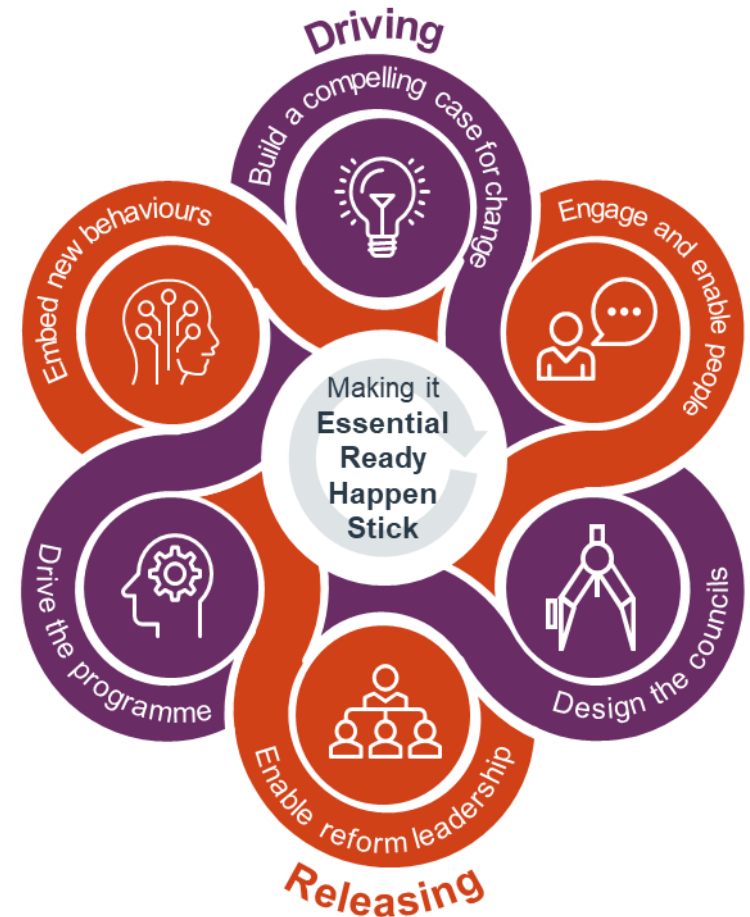 Driving
Build a compelling case for change
Engage and enable people
Design the councils
Enable reform leadership
Drive the programme
Embed new behaviours
Making it
Essential
Ready
Happen
Stick
Releasing